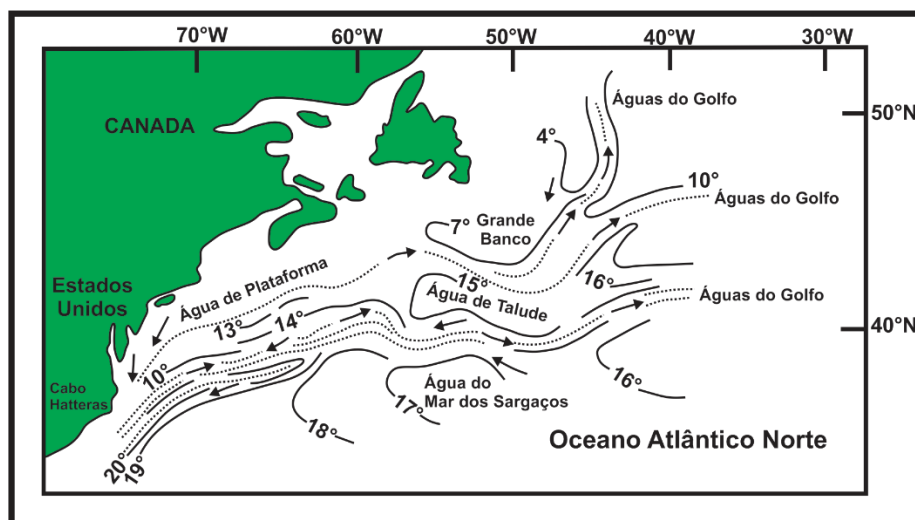 70°W 60°W 50°W 40°W 30°W
Águas do Golfo
50°N
CANADA
4°
10°
Águas do Golfo
7° Grande
Banco
Água de Plataforma
15°
16°
Estados
Unidos
Água de Talude
Águas do Golfo
13°
14°
40°N
10°
Cabo
Hatteras
Água do
Mar dos Sargaços
16°
17°
18°
Oceano Atlântico Norte
20°
19°